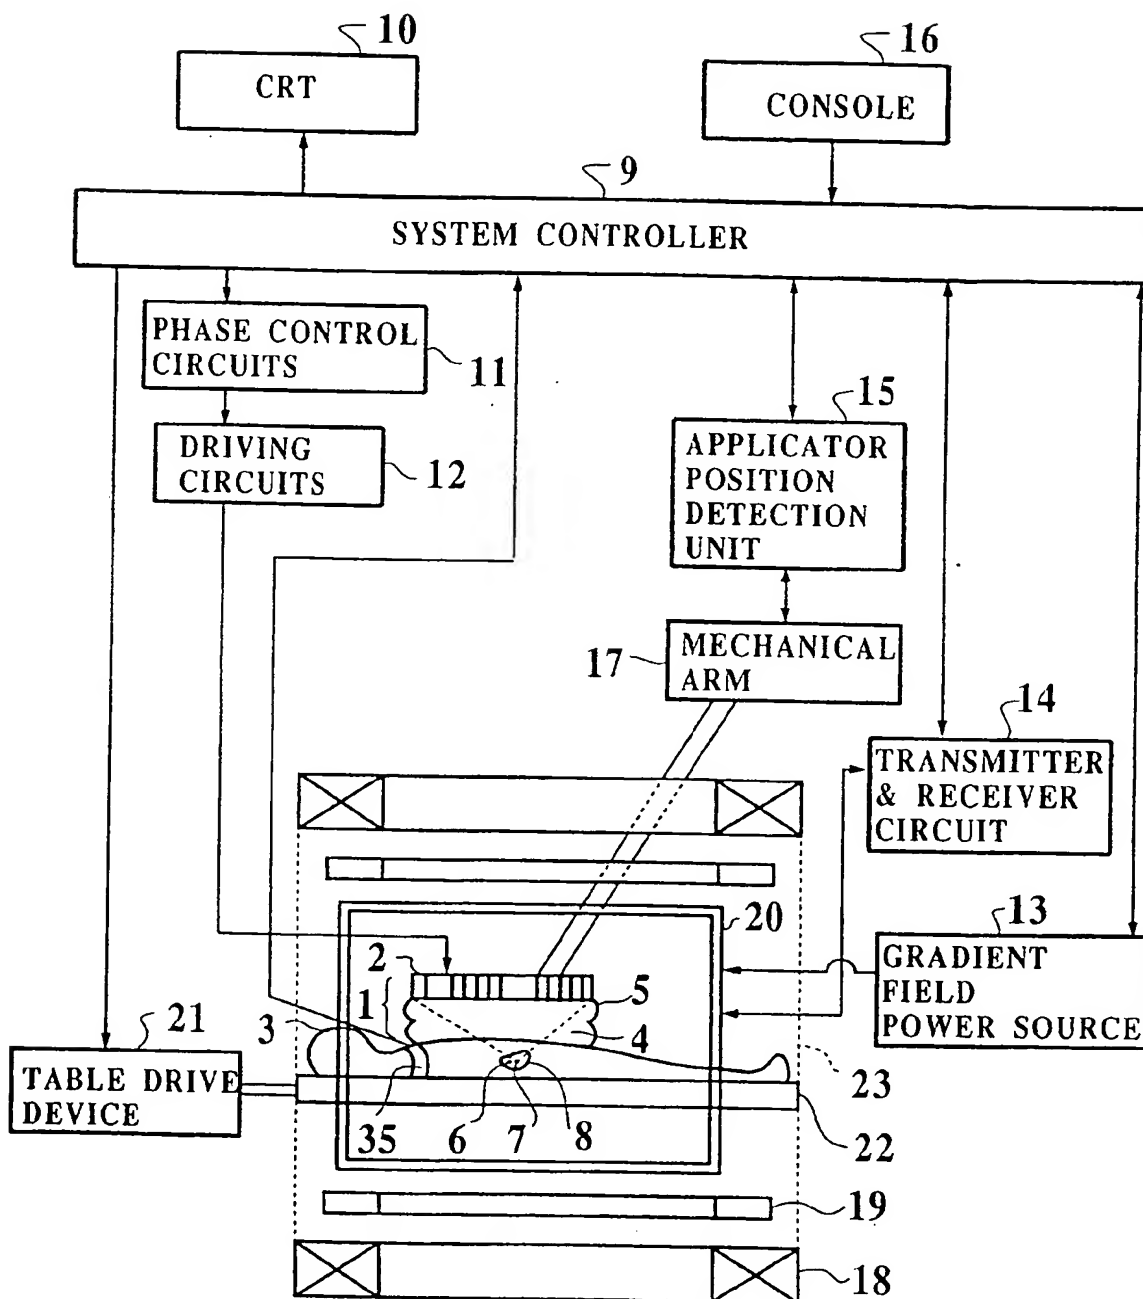 10
16
CRT
CONSOLE
9
SYSTEM CONTROLLER
PHASE CONTROL
CIRCUITS
11
15
DRIVING
CIRCUITS
12
APPLICATOR
POSITION
DETECTION
UNIT
17
MECHANICAL
ARM
14
TRANSMITTER
& RECEIVER
CIRCUIT
20
13
2
GRADIENT
FIELD
POWER SOURCE
1
5
21
3
4
TABLE DRIVE
DEVICE
23
35
6
7
8
22
19
18